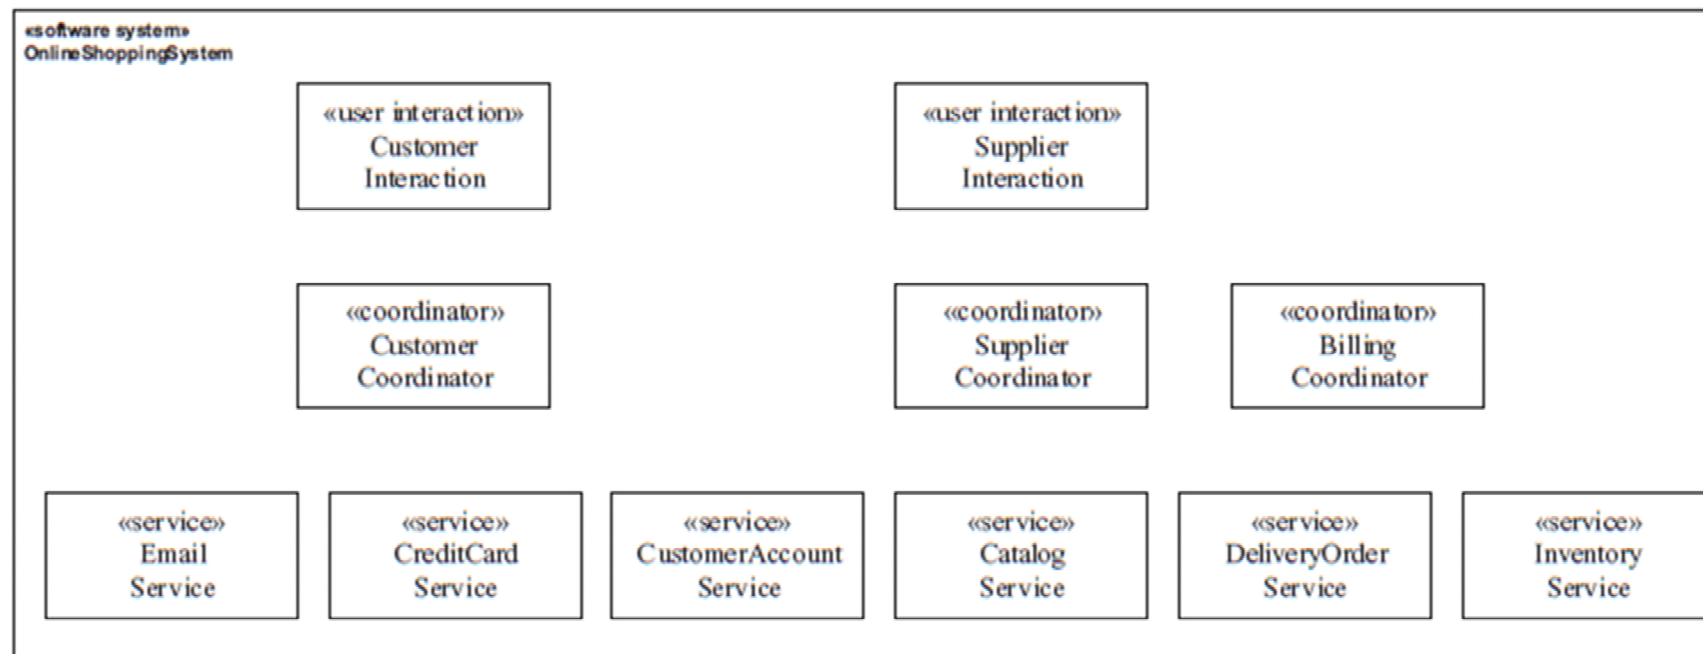 «software system»
OnlineShoppingSystem
«user interaction»
Customer
Interaction
«user interaction»
Supplier
Interaction
«coordinator»
Customer
Coordinator
«coordinator»
Supplier
Coordinator
«coordinator»
Billing
Coordinator
«service»
Email
Service
«service»
CreditCard
Service
«service»
CustomerAccount
Service
«service»
Catalog
Service
«service»
DeliveryOrder
Service
«service»
Inventory
Service